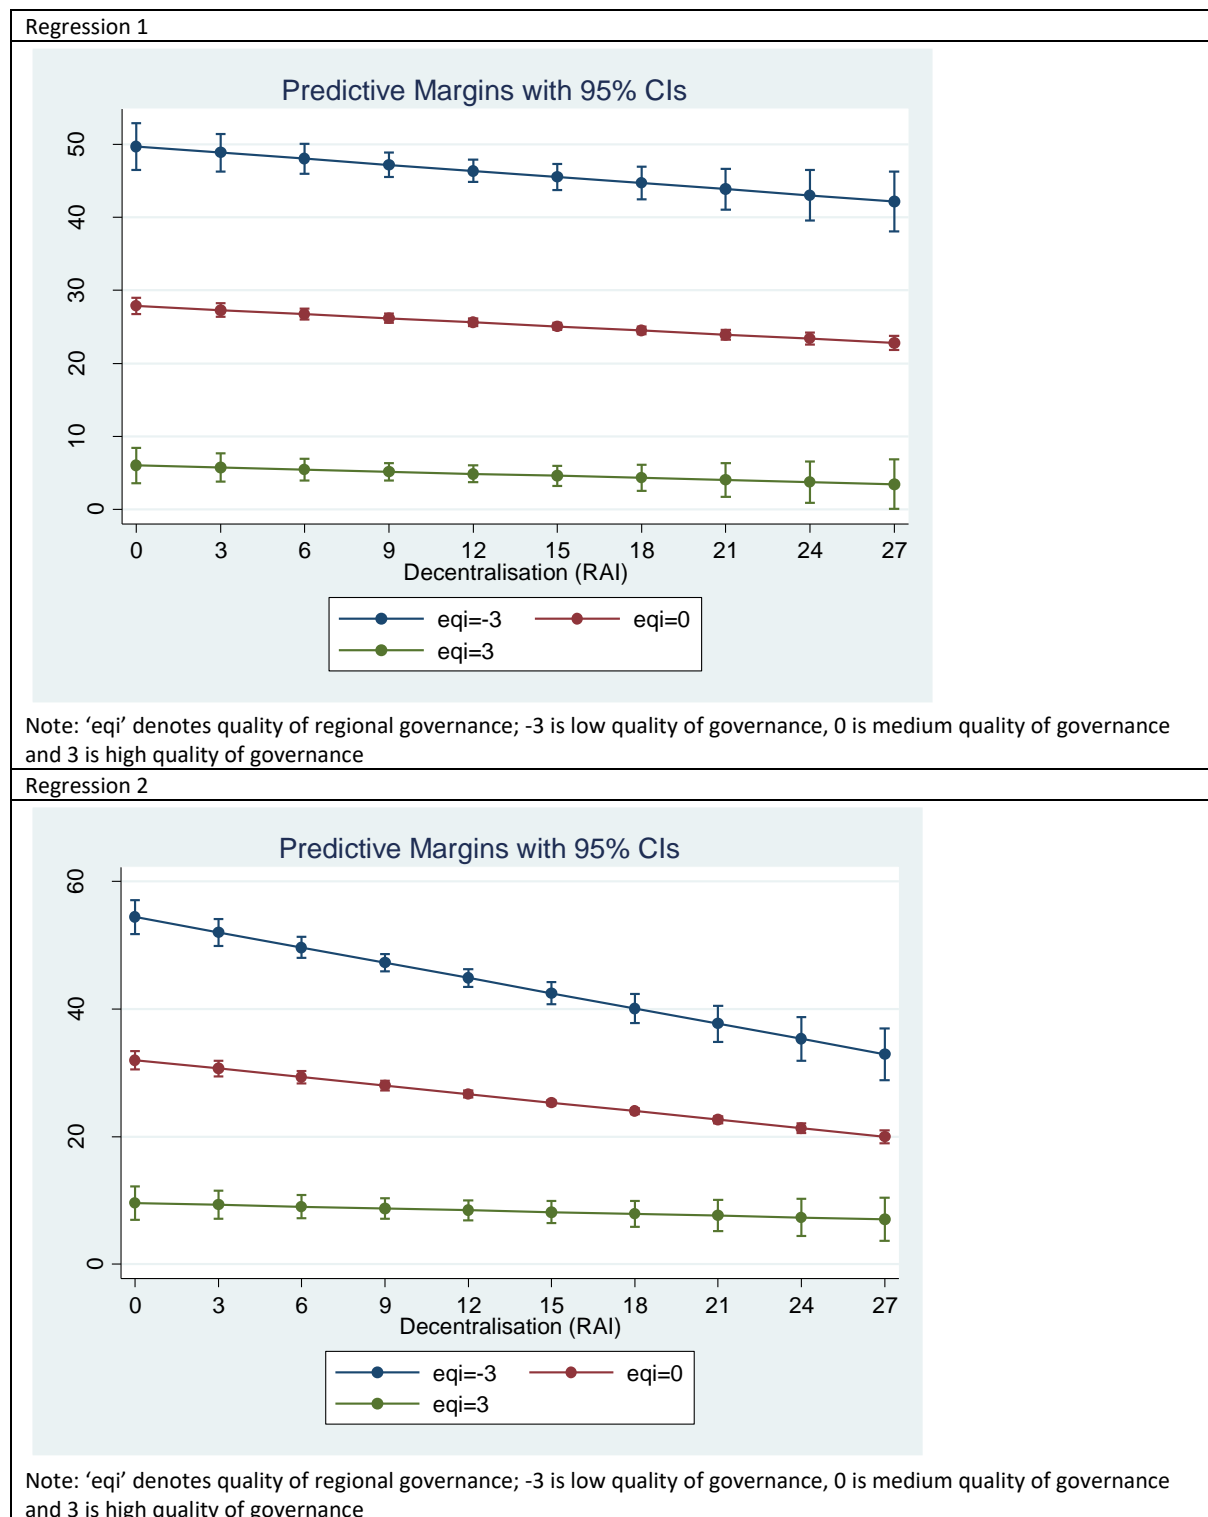 Regression 1
Predictive Margins with 95% CIs
50
40
30
20
10
0
0 3 6 9 12 15 18 21 24 27
Decentralisation (RAI)
eqi=-3 eqi=0
eqi=3
Note: ‘eqi’ denotes quality of regional governance; -3 is low quality of governance, 0 is medium quality of governance
and 3 is high quality of governance
Regression 2
Predictive Margins with 95% CIs
60
40
20
0
0 3 6 9 12 15 18 21 24 27
Decentralisation (RAI)
eqi=-3 eqi=0
eqi=3
Note: ‘eqi’ denotes quality of regional governance; -3 is low quality of governance, 0 is medium quality of governance
and 3 is high quality of governance